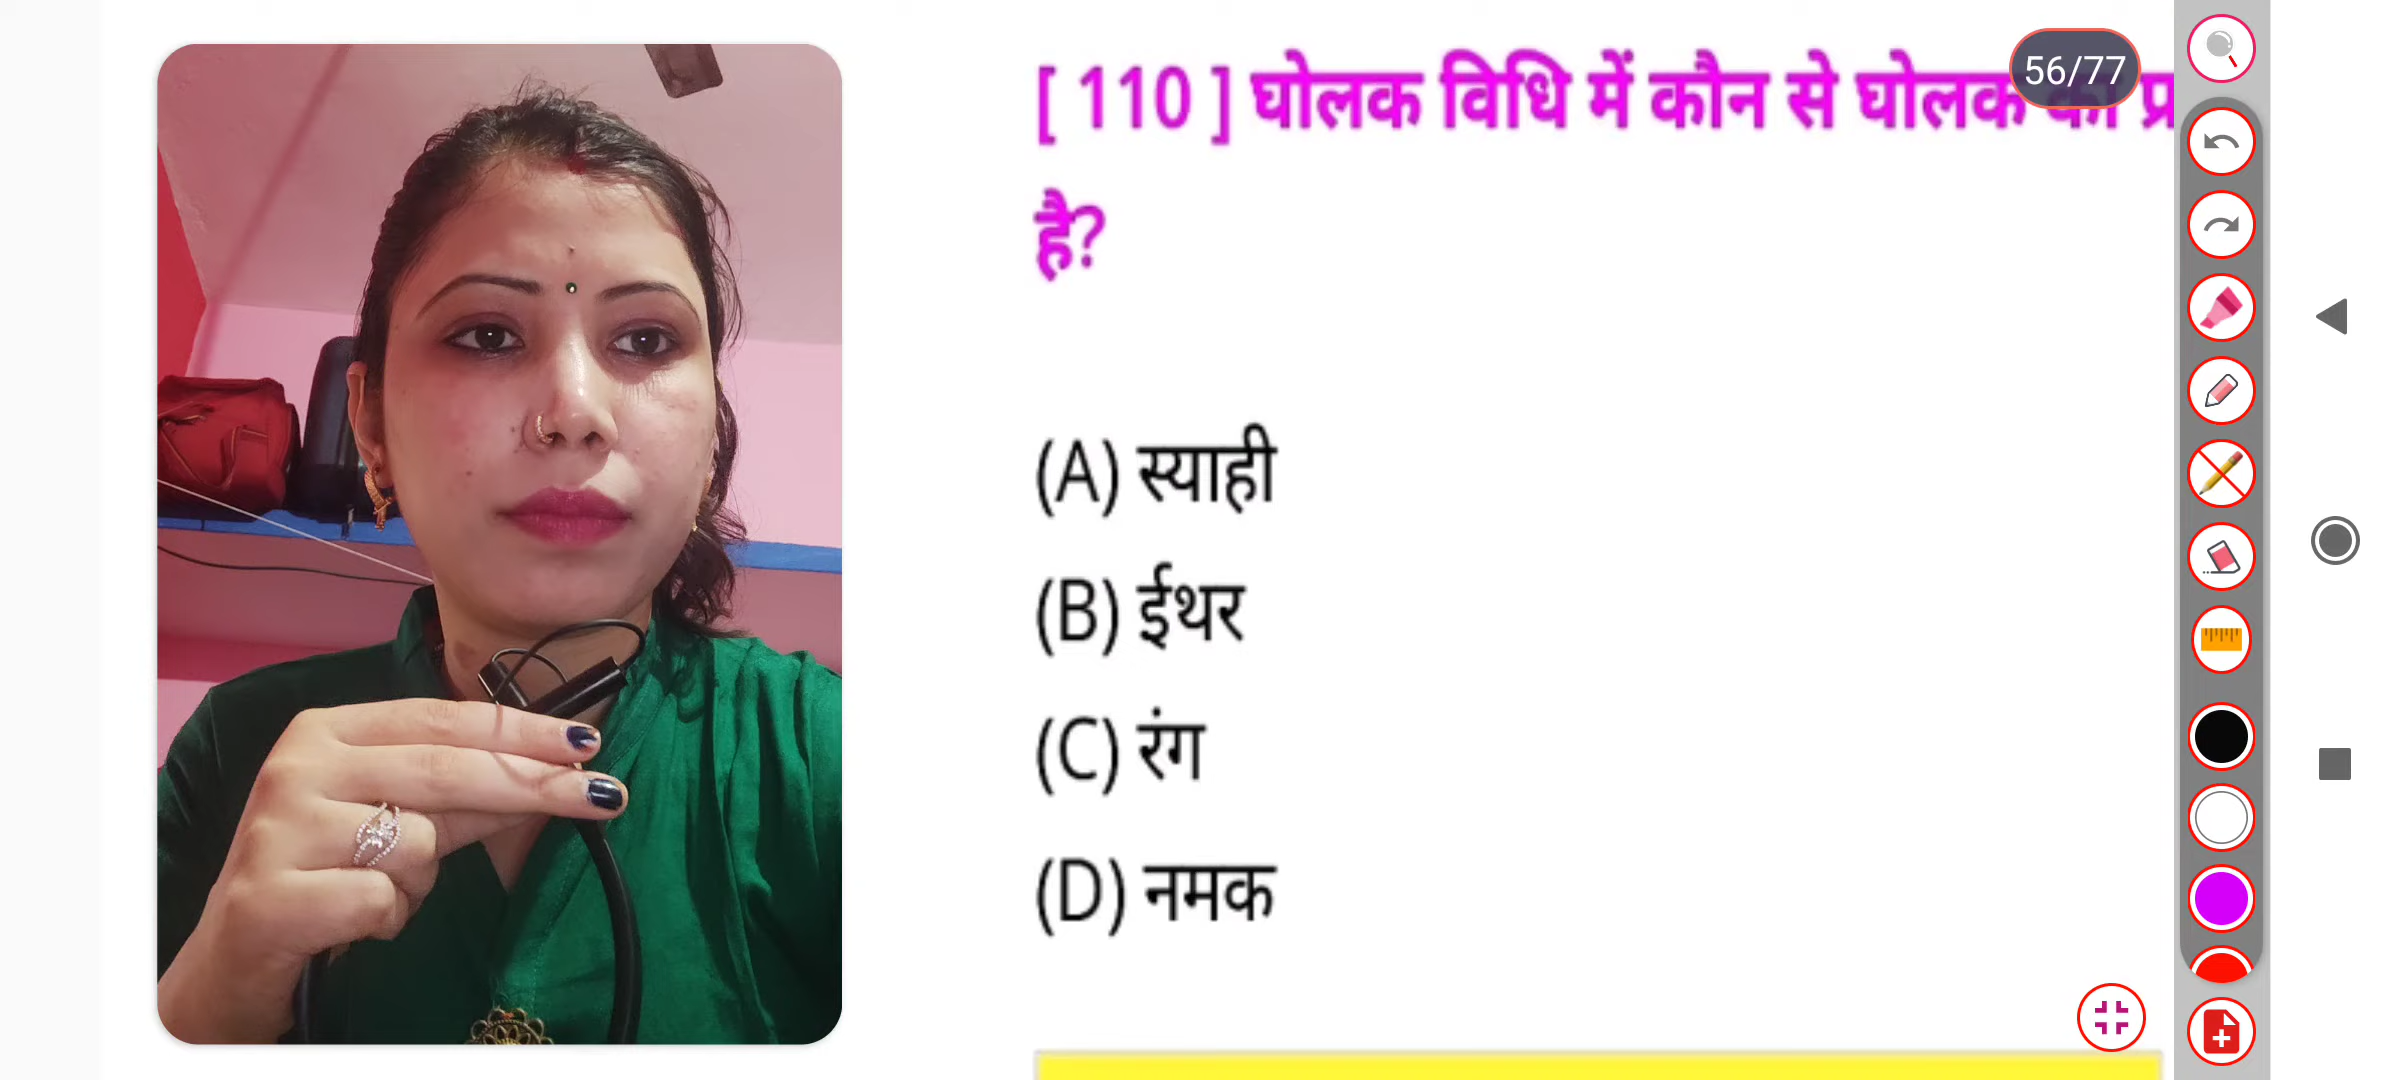 [ 110 ] घोलक विधि में कौन से घोलक
है?
56/77
(A) स्याही
(B) ईथर
(C) रंग
(D) नमक